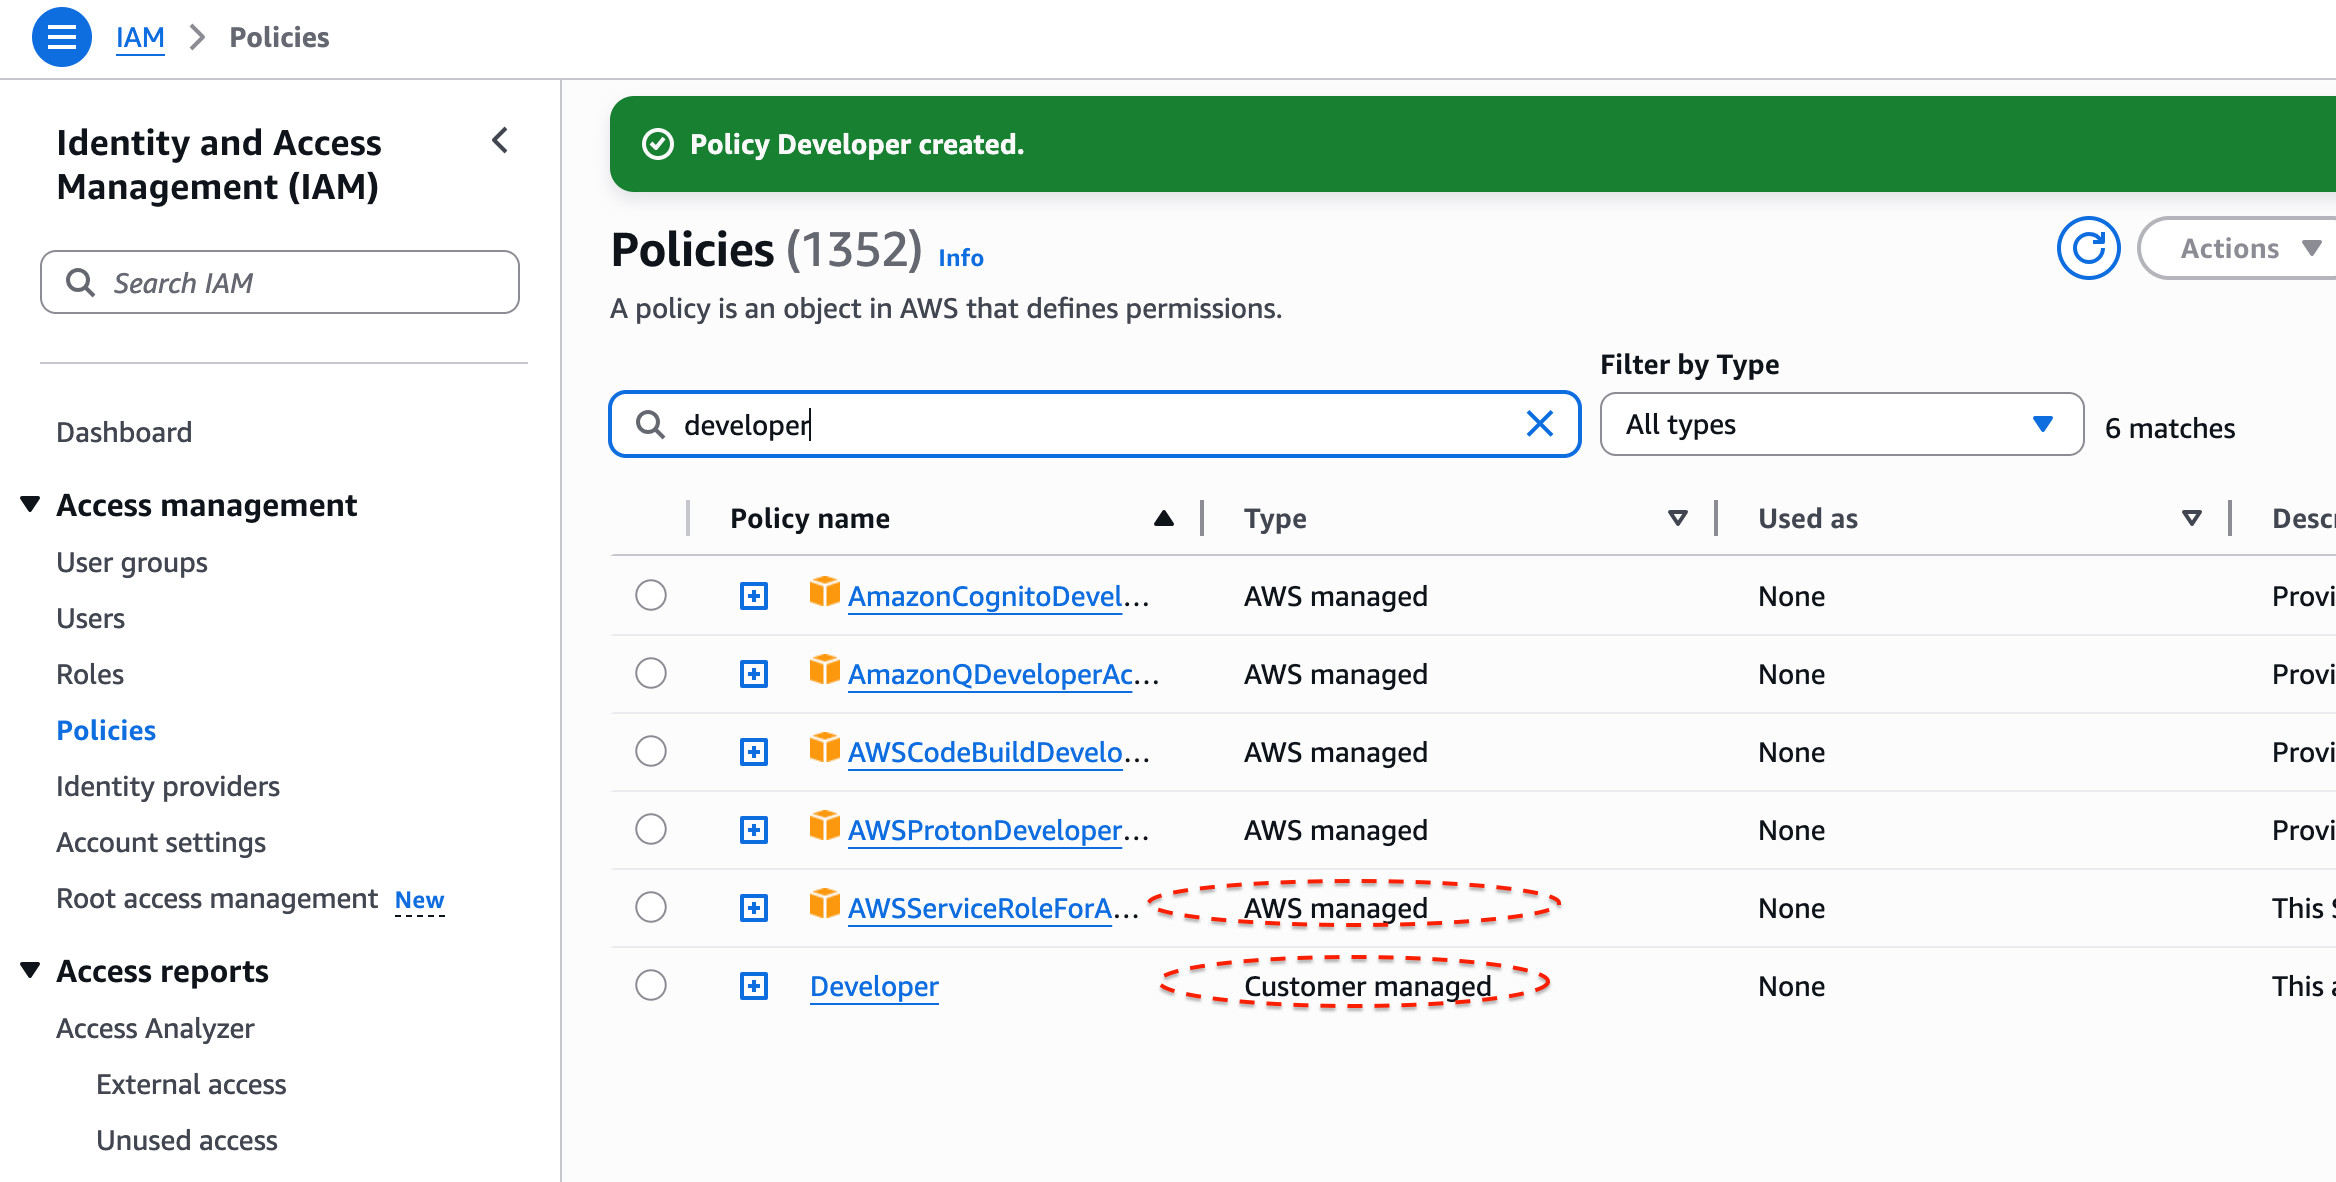 IAM > Policies
Identity and Access
Management (IAM)
Search IAM
Dashboard
Access management
User groups
Users
Roles
Policies
Identity providers
Account settings
Root access management New
Access reports
Access Analyzer
External access
Unused access
Policy Developer created.
Policies (1352) Info
Actions
A policy is an object in AWS that defines permissions.
Filter by Type
developer
All types
6 matches
Policy name Type Used as Descr
AmazonCognitoDevel... AWS managed None Provi
AmazonQDeveloperAc... AWS managed None Provi
AWSCodeBuildDevelo... AWS managed None Provi
AWSProtonDeveloper... AWS managed None Provi
AWSServiceRoleForA... AWS managed None This S
Developer Customer managed None This a